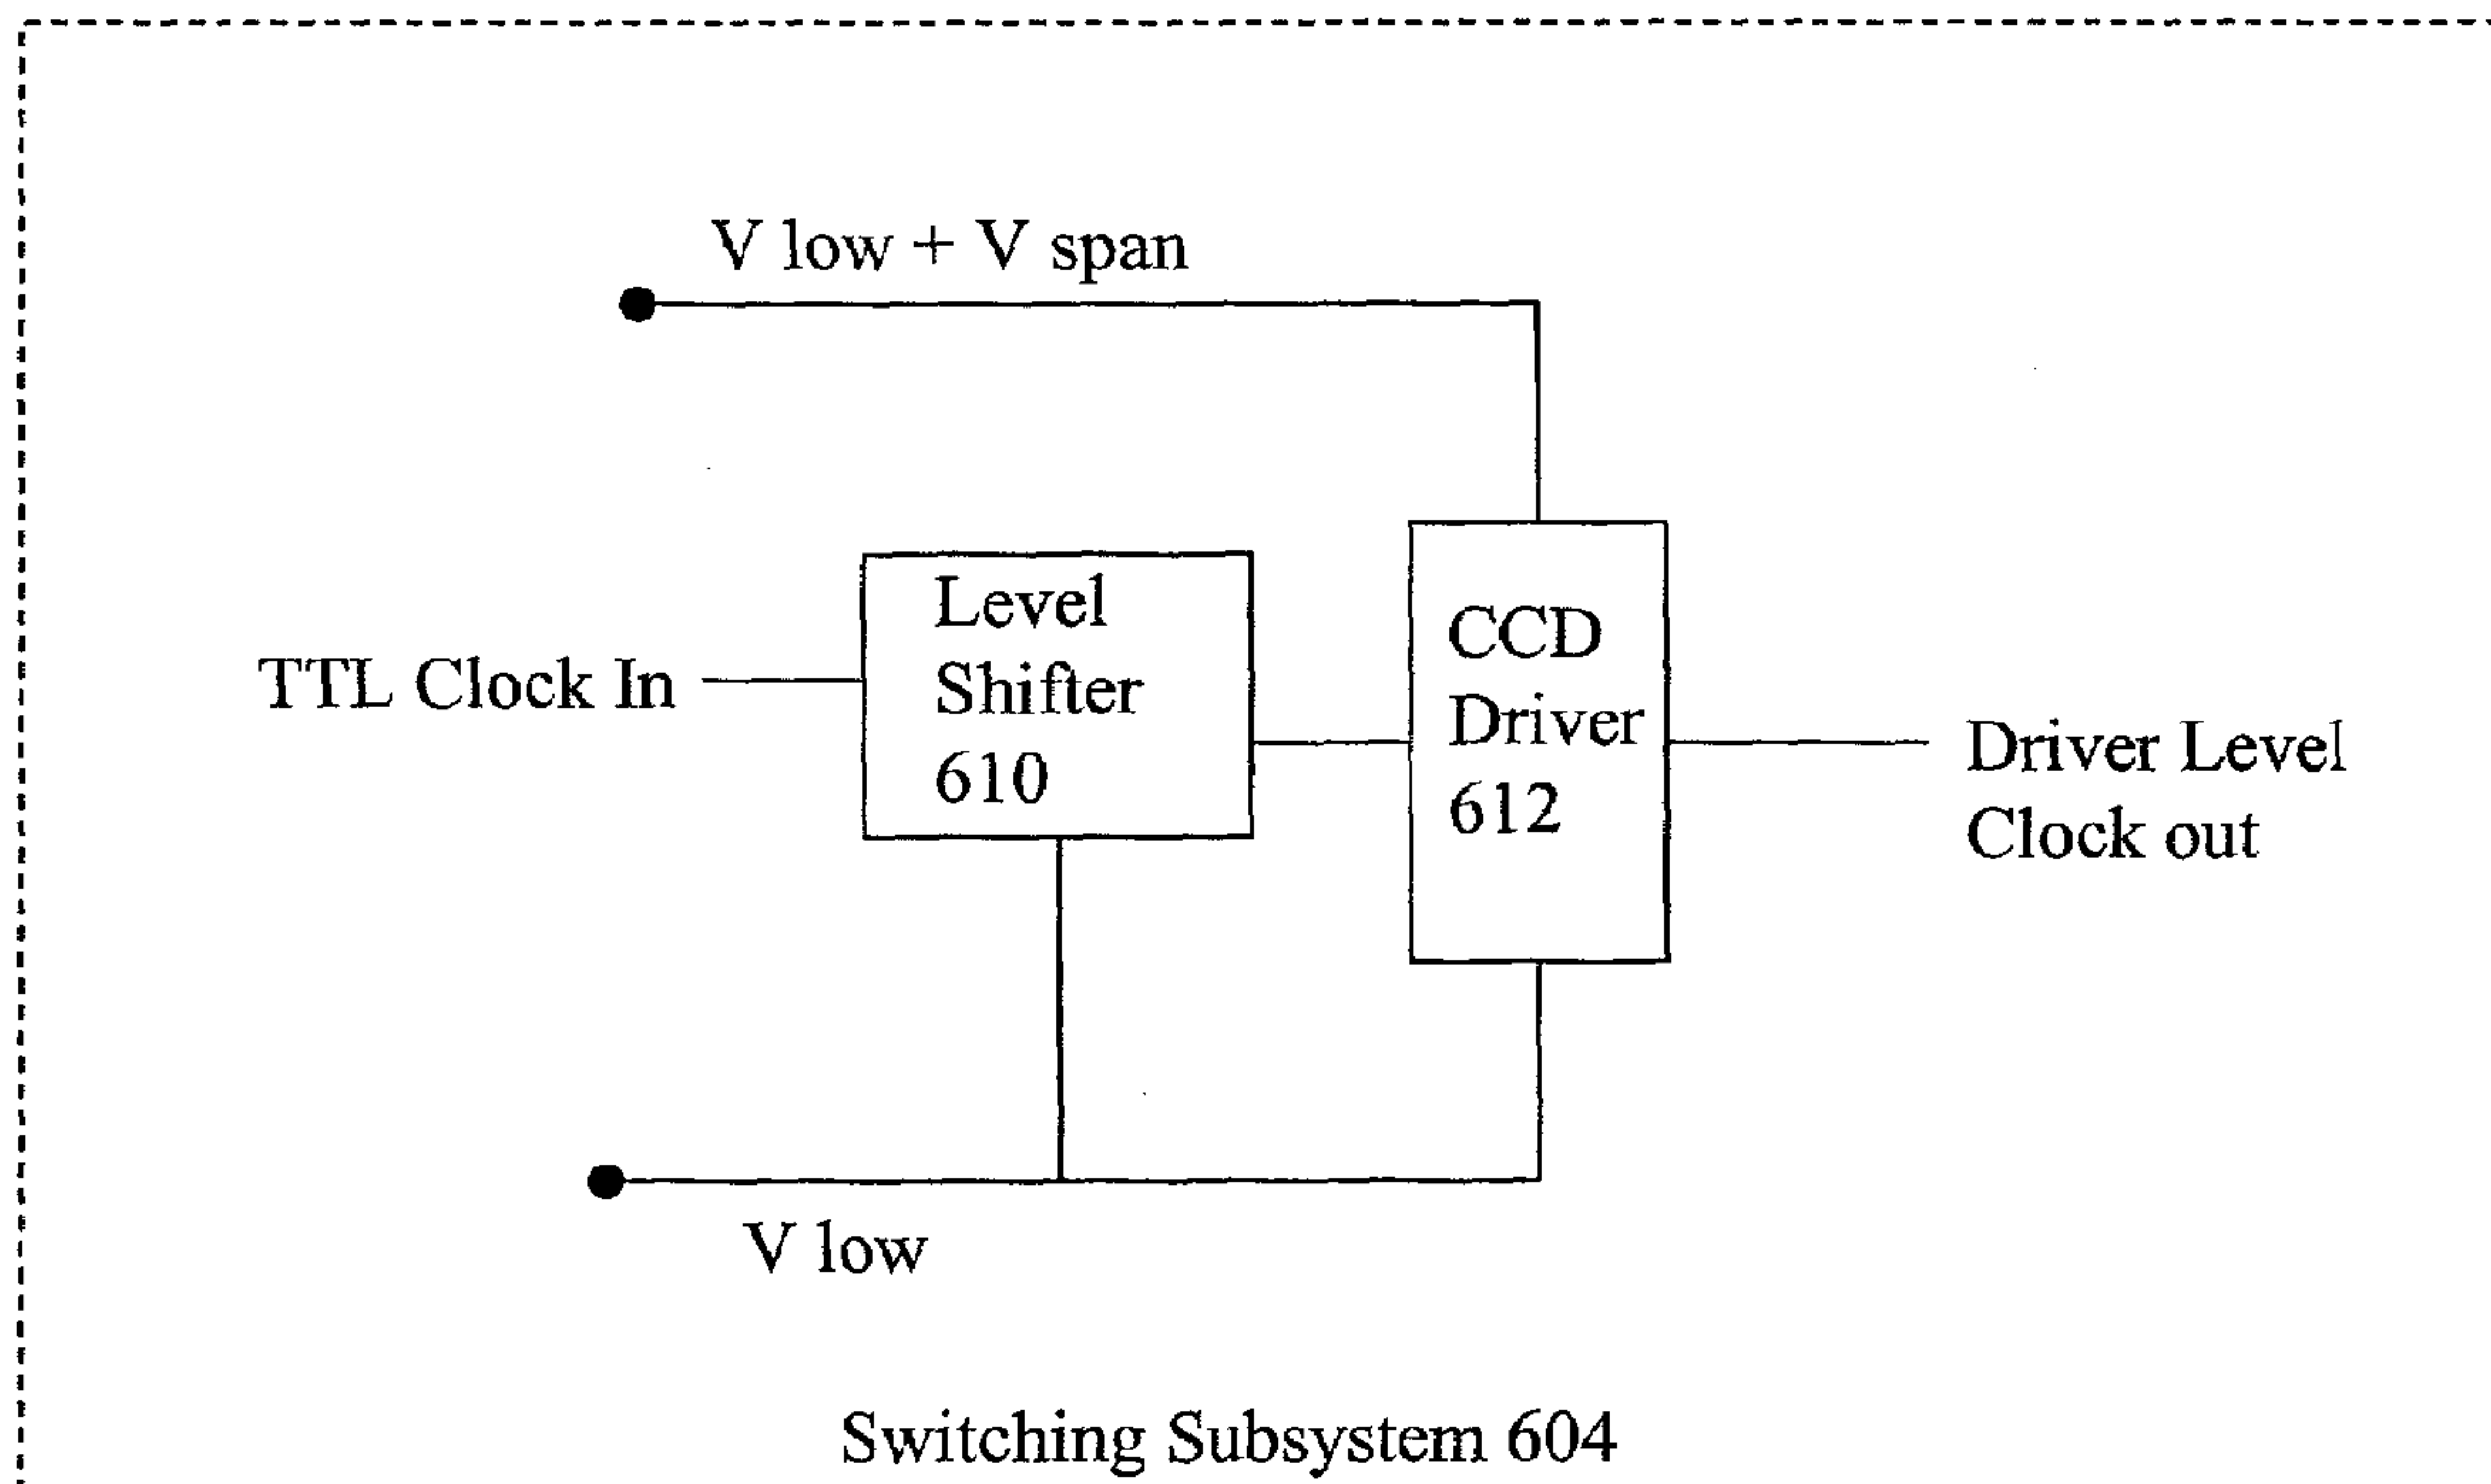 V low + V span
Level
Shifter
610
CCD
Driver
612
TTL Clock In
Driver Level
Clock out
V low
Switching Subsystem 604